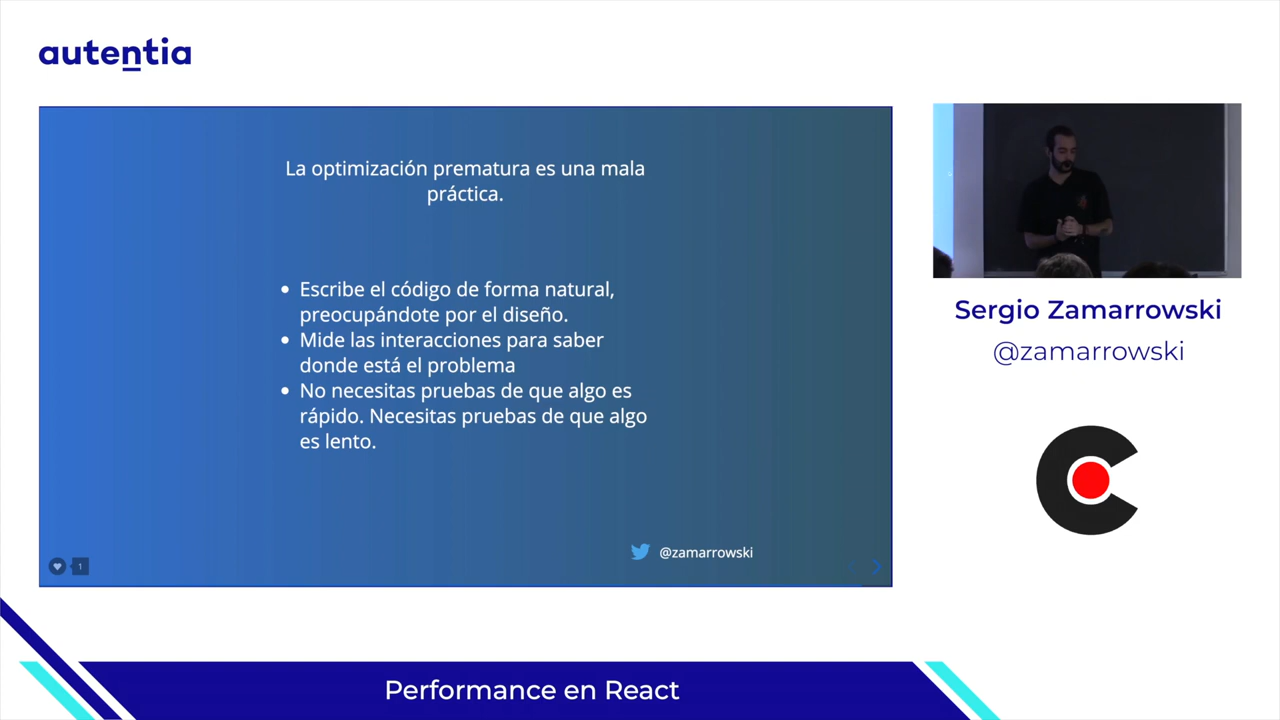 autentia
La optimización prematura es una mala
práctica.
Escribe el código de forma natural,
preocupándote por el diseño.
Mide las interacciones para saber
donde está el problema
No necesitas pruebas de que algo es
rápido. Necesitas pruebas de que algo
es lento.
@zamarrowski
1
Sergio Zamarrowski
@zamarrowski
Performance en React